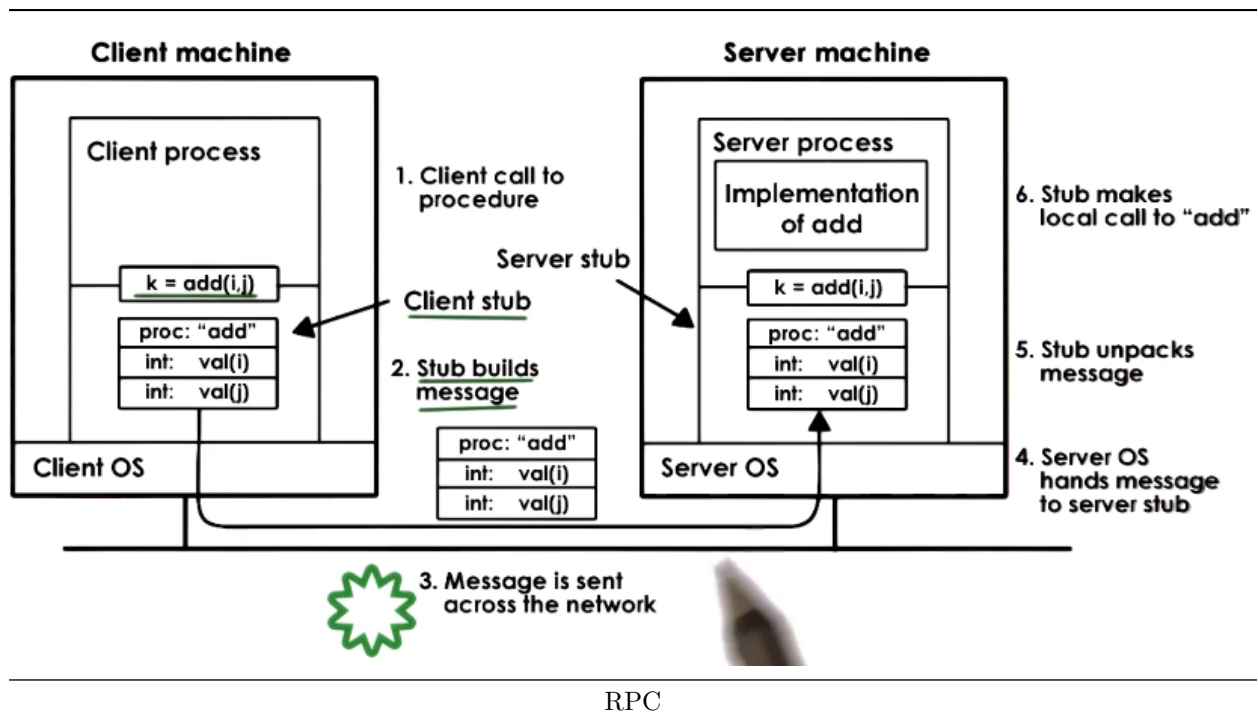 Client machine
Server machine
Client process
1. Client call to
procedure
k = add(i,j)
Client stub
proc: "add"
int: val(i)
int: val(j)
2. Stub builds
message
proc: "add"
int: val(i)
int: val(j)
Client OS
3. Message is sent
across the network
Server process
Implementation
of add
Server stub
k = add(i,j)
proc: "add"
int: val(i)
int: val(j)
Server OS
6. Stub makes
local call to "add"
5. Stub unpacks
message
4. Server OS
hands message
to server stub
RPC